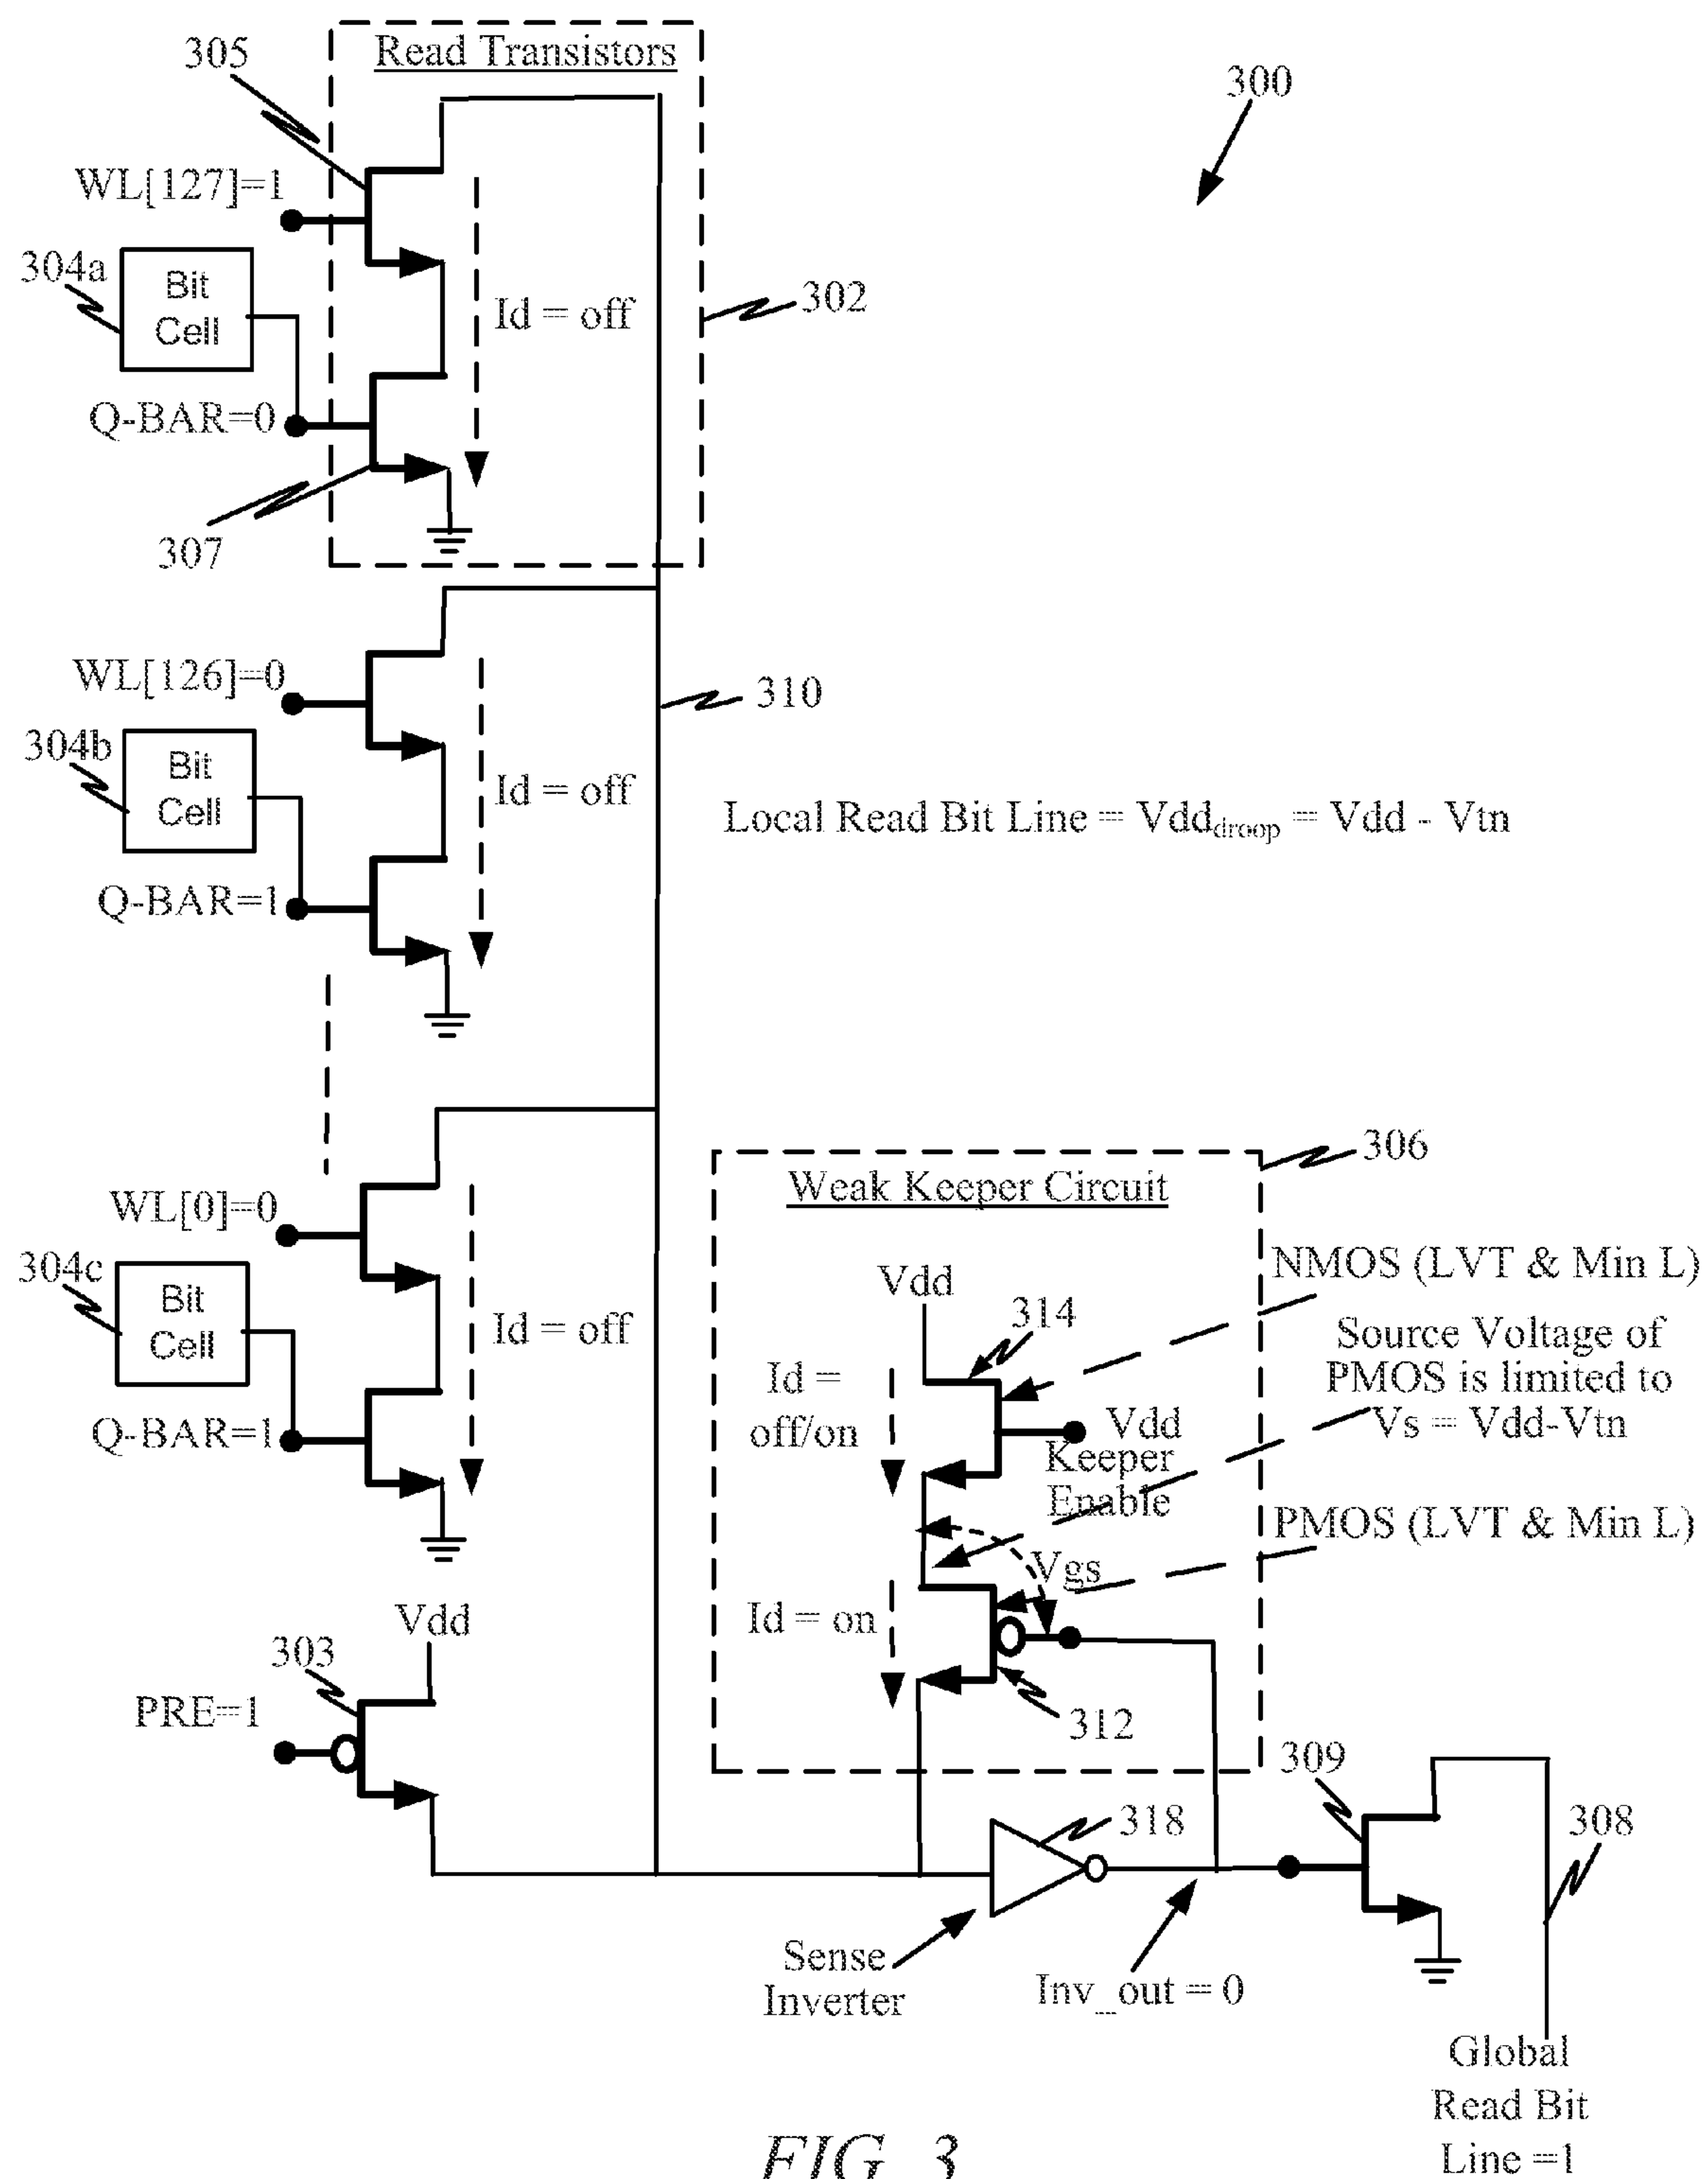 Read Transistors
305
300
WL[127]=1
304a
Bit
Cell
Id = off
302
Q-BAR=0
307
WL[126]=0
310
304b
Bit
Cell
Id = off
Local Read Bit Line = Vdddroop = Vdd - Vtn
Q-BAR=1
306
Weak Keeper Circuit
WL[0]=0
304c
Bit
Cell
Id = off
Q-BAR=1
NMOS (LVT & Min L)
Vdd
314
Source Voltage of
PMOS is limited to
Vs = Vdd-Vtn
Id =
off/on
Vdd
Keeper
Enable
PMOS (LVT & Min L)
Vgs
Id = on
312
Vdd
303
PRE=1
309
318
308
Sense
Inverter
Inv_out = 0
Global
Read Bit
Line =1
FIG. 3